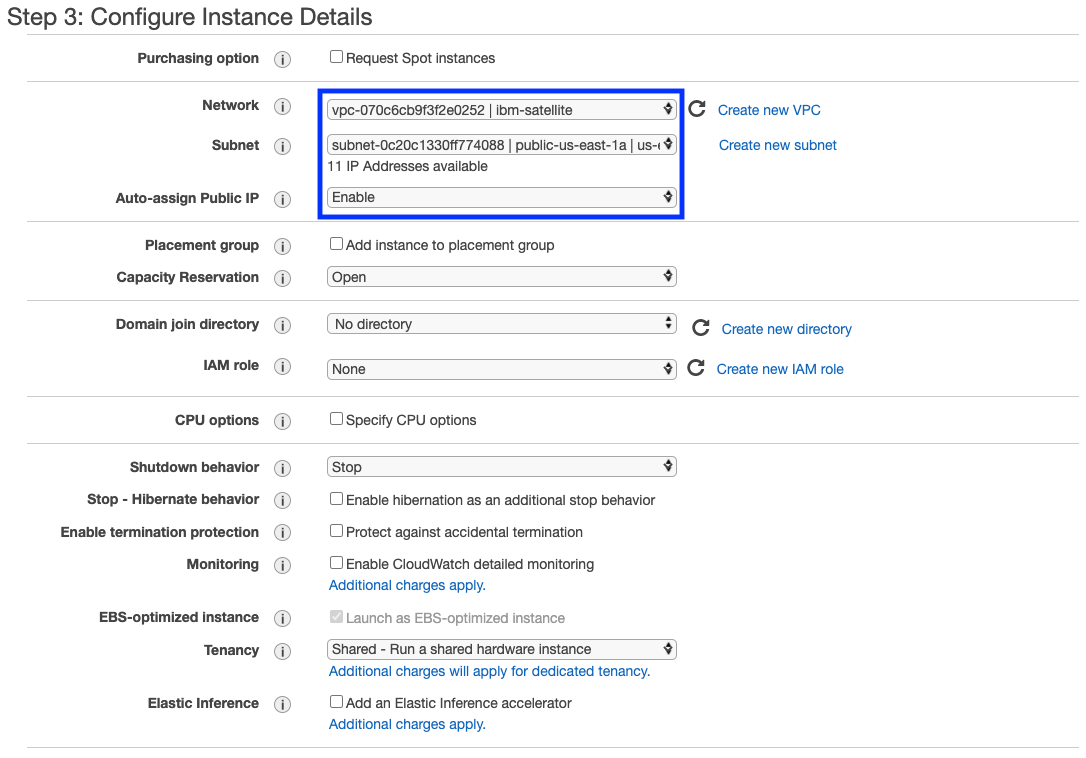 Step 3: Configure Instance Details
Purchasing option i Request Spot instances
Network i vpc-070c6cb9f3f2e0252 | ibm-satellite Create new VPC
Subnet i subnet-0c20c1330ff774088 | public-us-east-1a | us- Create new subnet
11 IP Addresses available
Auto-assign Public IP i Enable
Placement group i Add instance to placement group
Capacity Reservation i Open
Domain join directory i No directory Create new directory
IAM role i None Create new IAM role
CPU options i Specify CPU options
Shutdown behavior i Stop
Stop - Hibernate behavior i Enable hibernation as an additional stop behavior
Enable termination protection i Protect against accidental termination
Monitoring i Enable CloudWatch detailed monitoring
Additional charges apply.
EBS-optimized instance i Launch as EBS-optimized instance
Tenancy i Shared - Run a shared hardware instance
Additional charges will apply for dedicated tenancy.
Elastic Inference i Add an Elastic Inference accelerator
Additional charges apply.